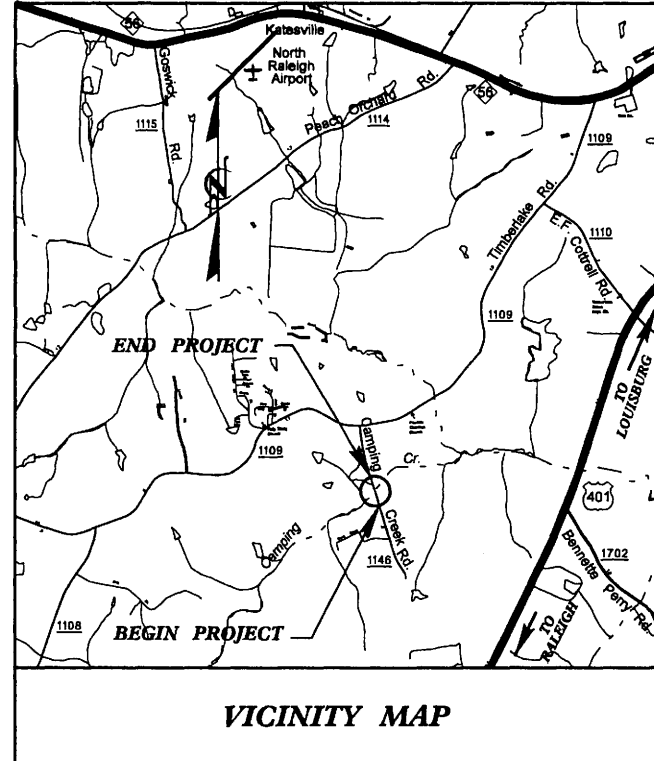 56
Katesville
North
Raleigh
Airport
Goswick
Rd.
1115
Peach Orchard Rd.
1114
56
1109
Timberlake Rd.
1110
E.F. Cottrell Rd.
1109
END PROJECT
TO
LOUISBURG
Camping
Cr.
1109
401
Creek Rd.
Camping
1146
1702
Bennette
Perry Rd.
1108
BEGIN PROJECT
TO
RALEIGH
VICINITY MAP